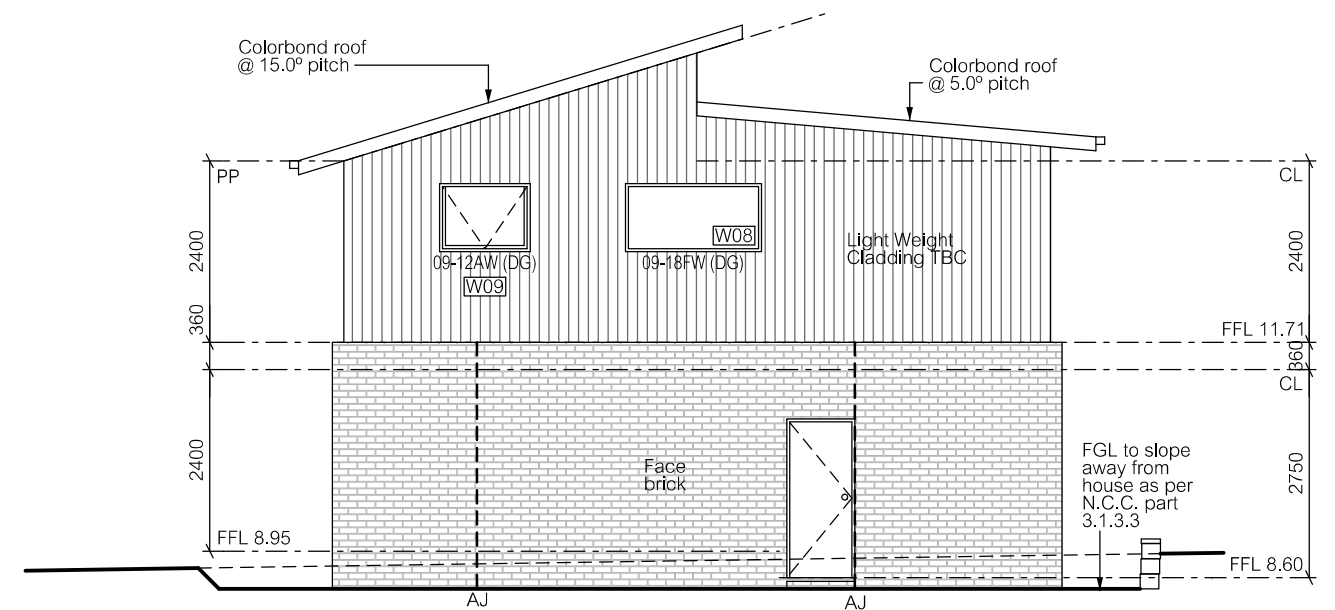 Colorbond roof
@ 15.0º pitch
Colorbond roof
@ 5.0º pitch
PP
CL
2400
2400
W08
Light Weight
Cladding TBC
09-12AW (DG)
09-18FW (DG)
W09
360
FFL 11.71
360
CL
2400
2750
Face
brick
FGL to slope
away from
house as per
N.C.C. part
3.1.3.3
FFL 8.95
FFL 8.60
AJ
AJ